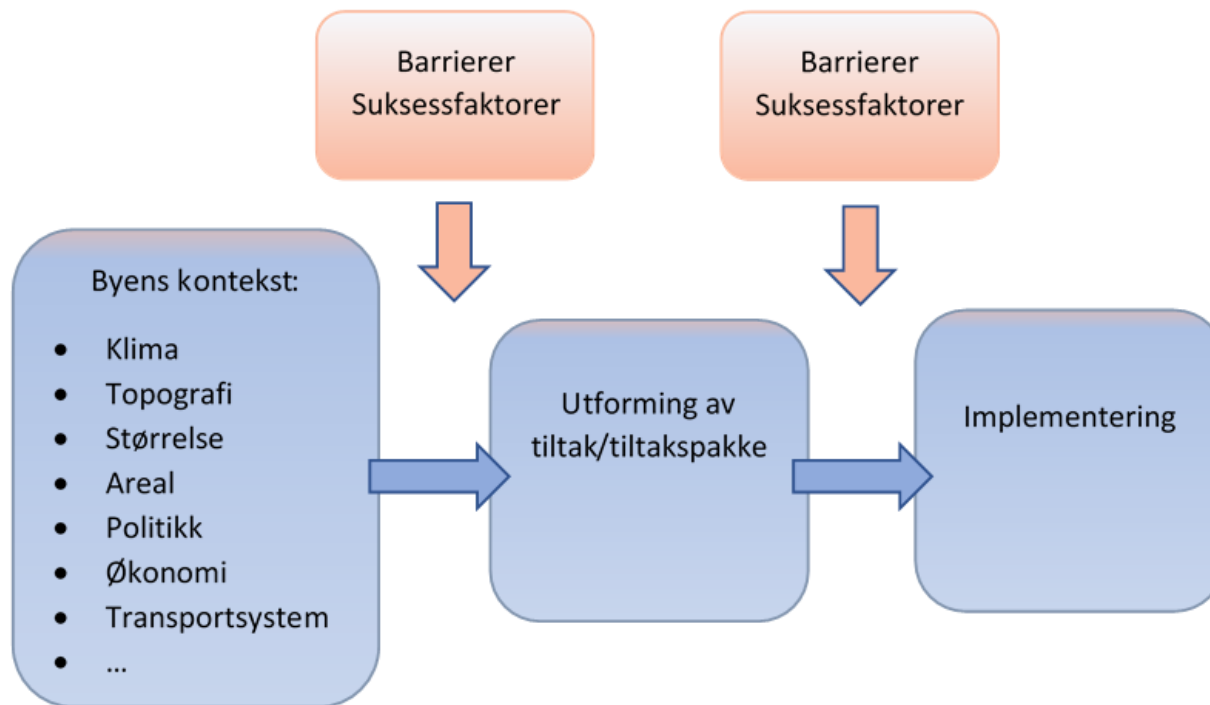 Barrierer
Suksessfaktorer
Barrierer
Suksessfaktorer
Byens kontekst:
• Klima
• Topografi
• Størrelse
• Areal
• Politikk
• Økonomi
• Transportsystem
• …
Utforming av
tiltak/tiltakspakke
Implementering